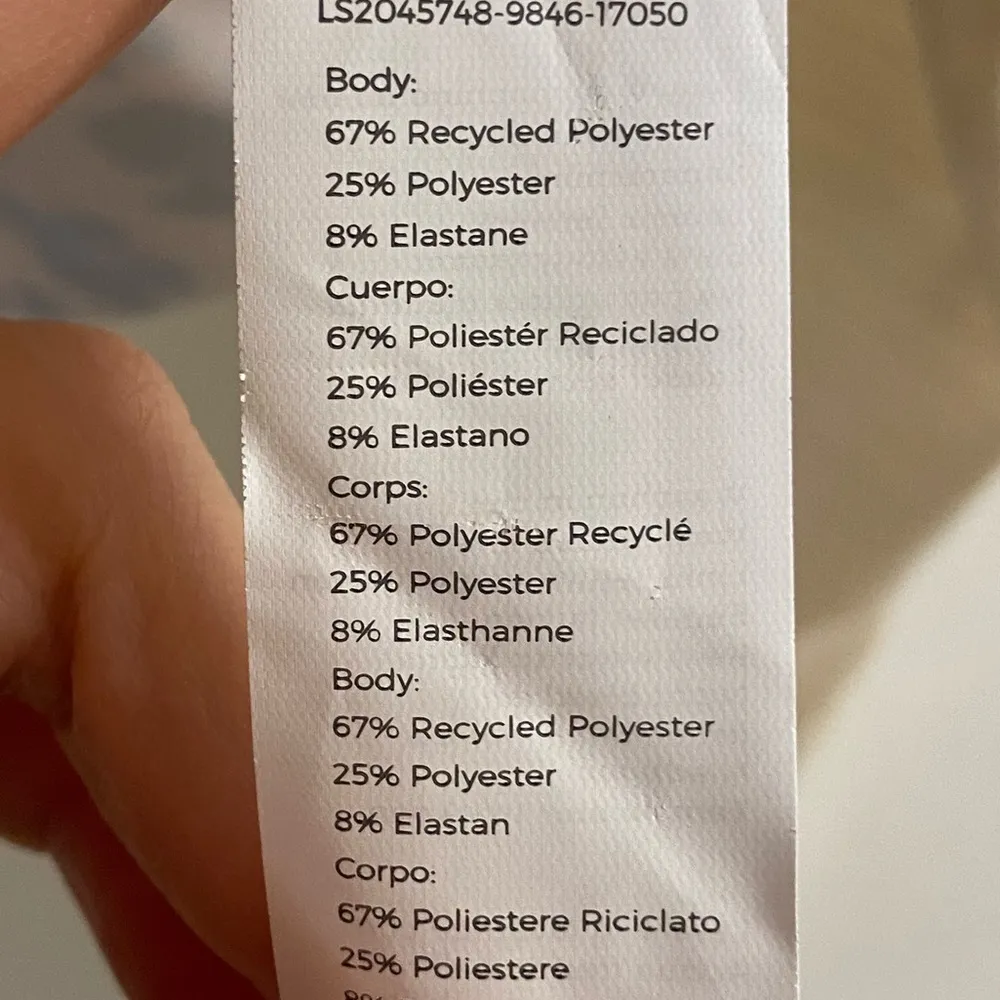 LS2045748-9846-17050
Body:
67% Recycled Polyester
25% Polyester
8% Elastane
Cuerpo:
67% Poliestér Reciclado
25% Poliéster
8% Elastano
Corps:
67% Polyester Recyclé
25% Polyester
8% Elasthanne
Body:
67% Recycled Polyester
25% Polyester
8% Elastan
Corpo:
67% Poliestere Riciclato
25% Poliestere
8%